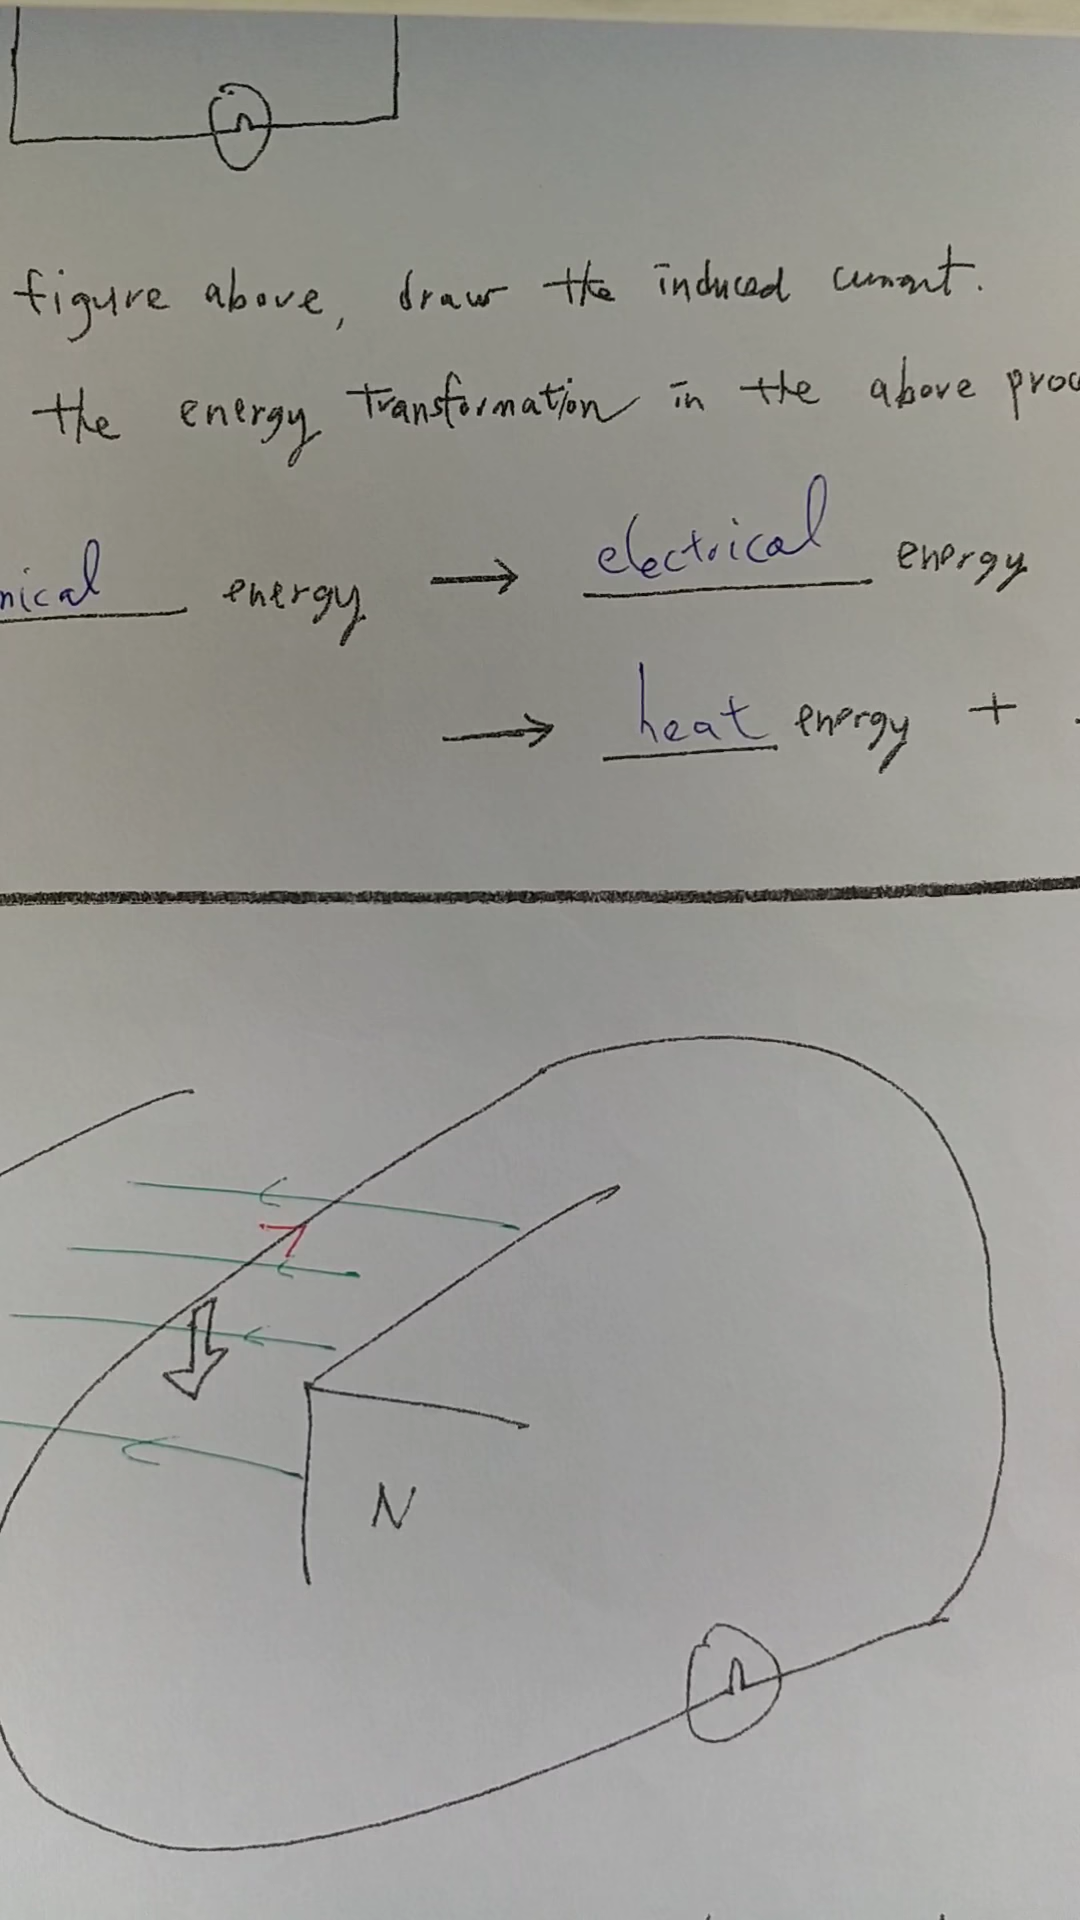 figure above, draw the induced current.
the energy transformation in the above proc
nical energy → electrical energy
→ heat energy +
N